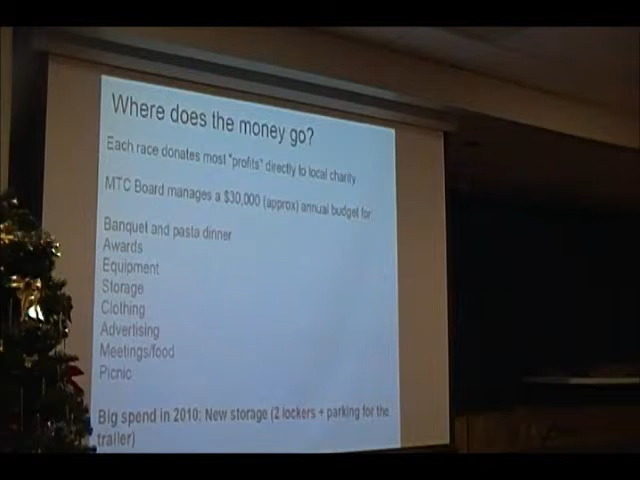 Where does the money go?
Each race donates most "profits" directly to local charity
MTC Board manages a $30,000 (approx) annual budget for
Banquet and pasta dinner
Awards
Equipment
Storage
Clothing
Advertising
Meetings/food
Picnic
Big spend in 2010: New storage (2 lockers + parking for the
trailer)